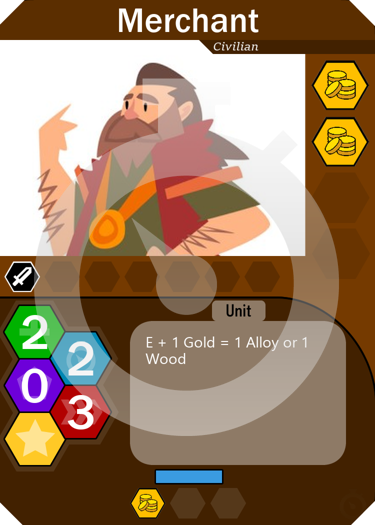 Merchant
Civilian
Unit
E + 1 Gold = 1 Alloy or 1
Wood
2
2
0
3